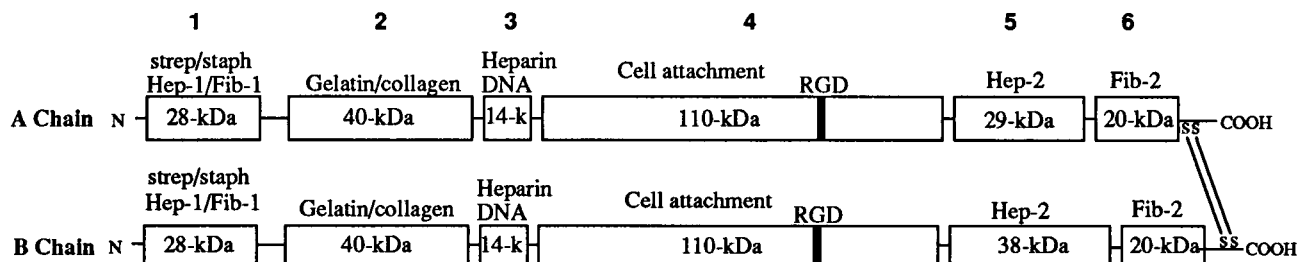 1 2 3 4 5 6
strep/staph Heparin
Hep-1/Fib-1 Gelatin/collagen DNA Cell attachment RGD Hep-2 Fib-2
A Chain N 28-kDa 40-kDa 14-k 110-kDa 29-kDa 20-kDa ss COOH
strep/staph Heparin
Hep-1/Fib-1 Gelatin/collagen DNA Cell attachment RGD Hep-2 Fib-2
B Chain N 28-kDa 40-kDa 14-k 110-kDa 38-kDa 20-kDa ss COOH